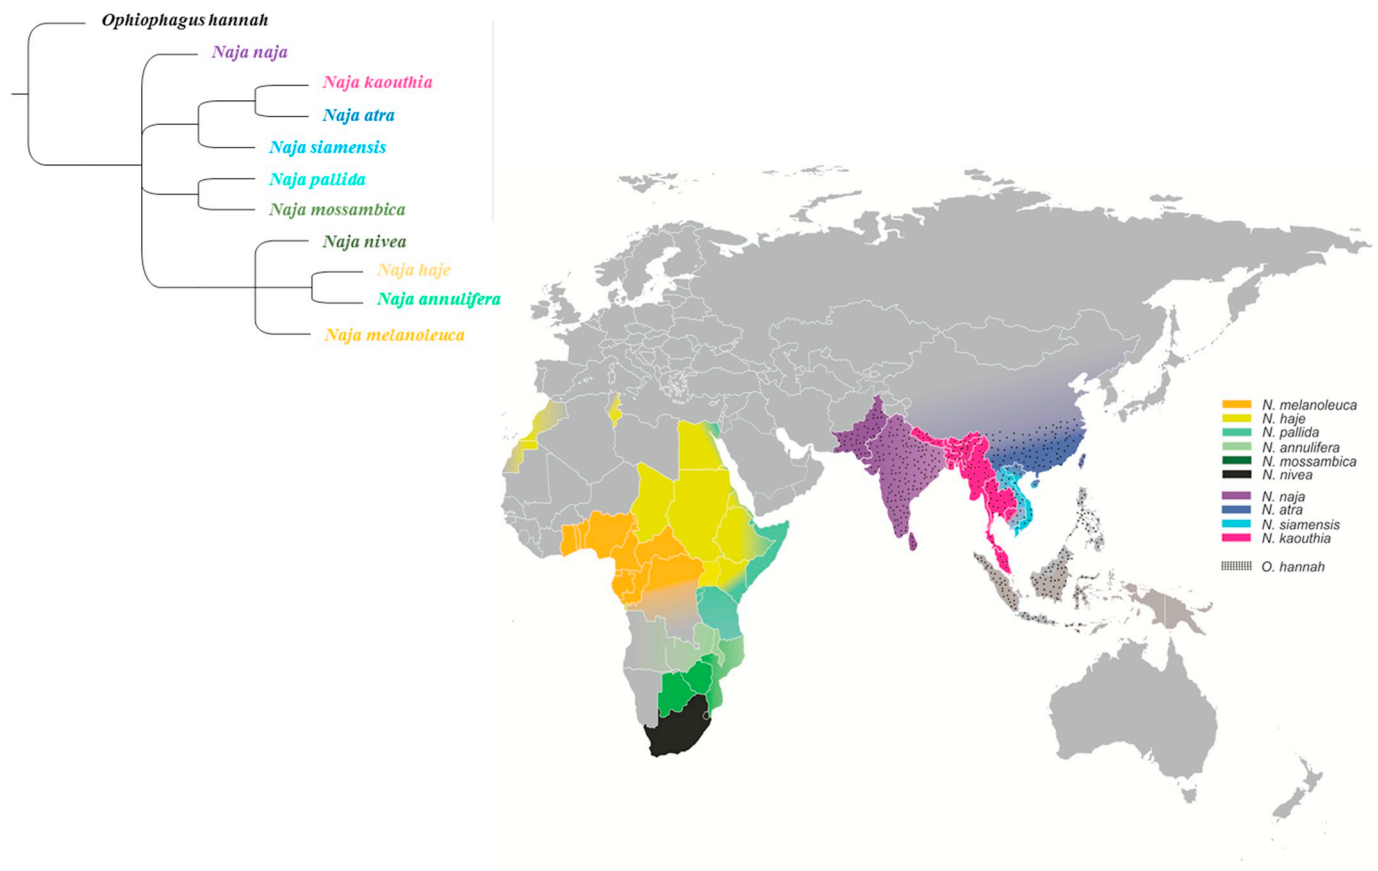 Ophiophagus hannah
Naja naja
Naja kaouthia
Naja atra
Naja siamensis
Naja pallida
Naja mossambica
Naja nivea
Naja haje
Naja annulifera
Naja melanoleuca
N. melanoleuca
N. haje
N. pallida
N. annulifera
N. mossambica
N. nivea
N. naja
N. atra
N. siamensis
N. kaouthia
O. hannah